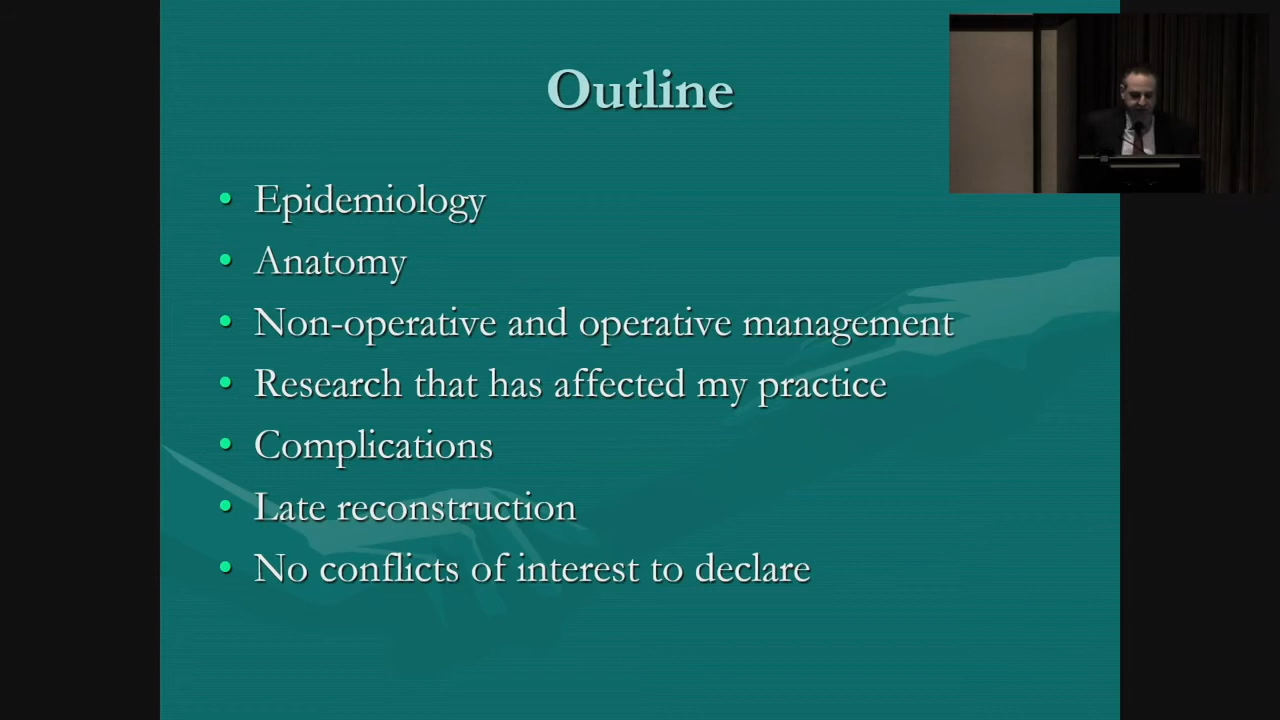 Outline
• Epidemiology
• Anatomy
• Non-operative and operative management
• Research that has affected my practice
• Complications
• Late reconstruction
• No conflicts of interest to declare